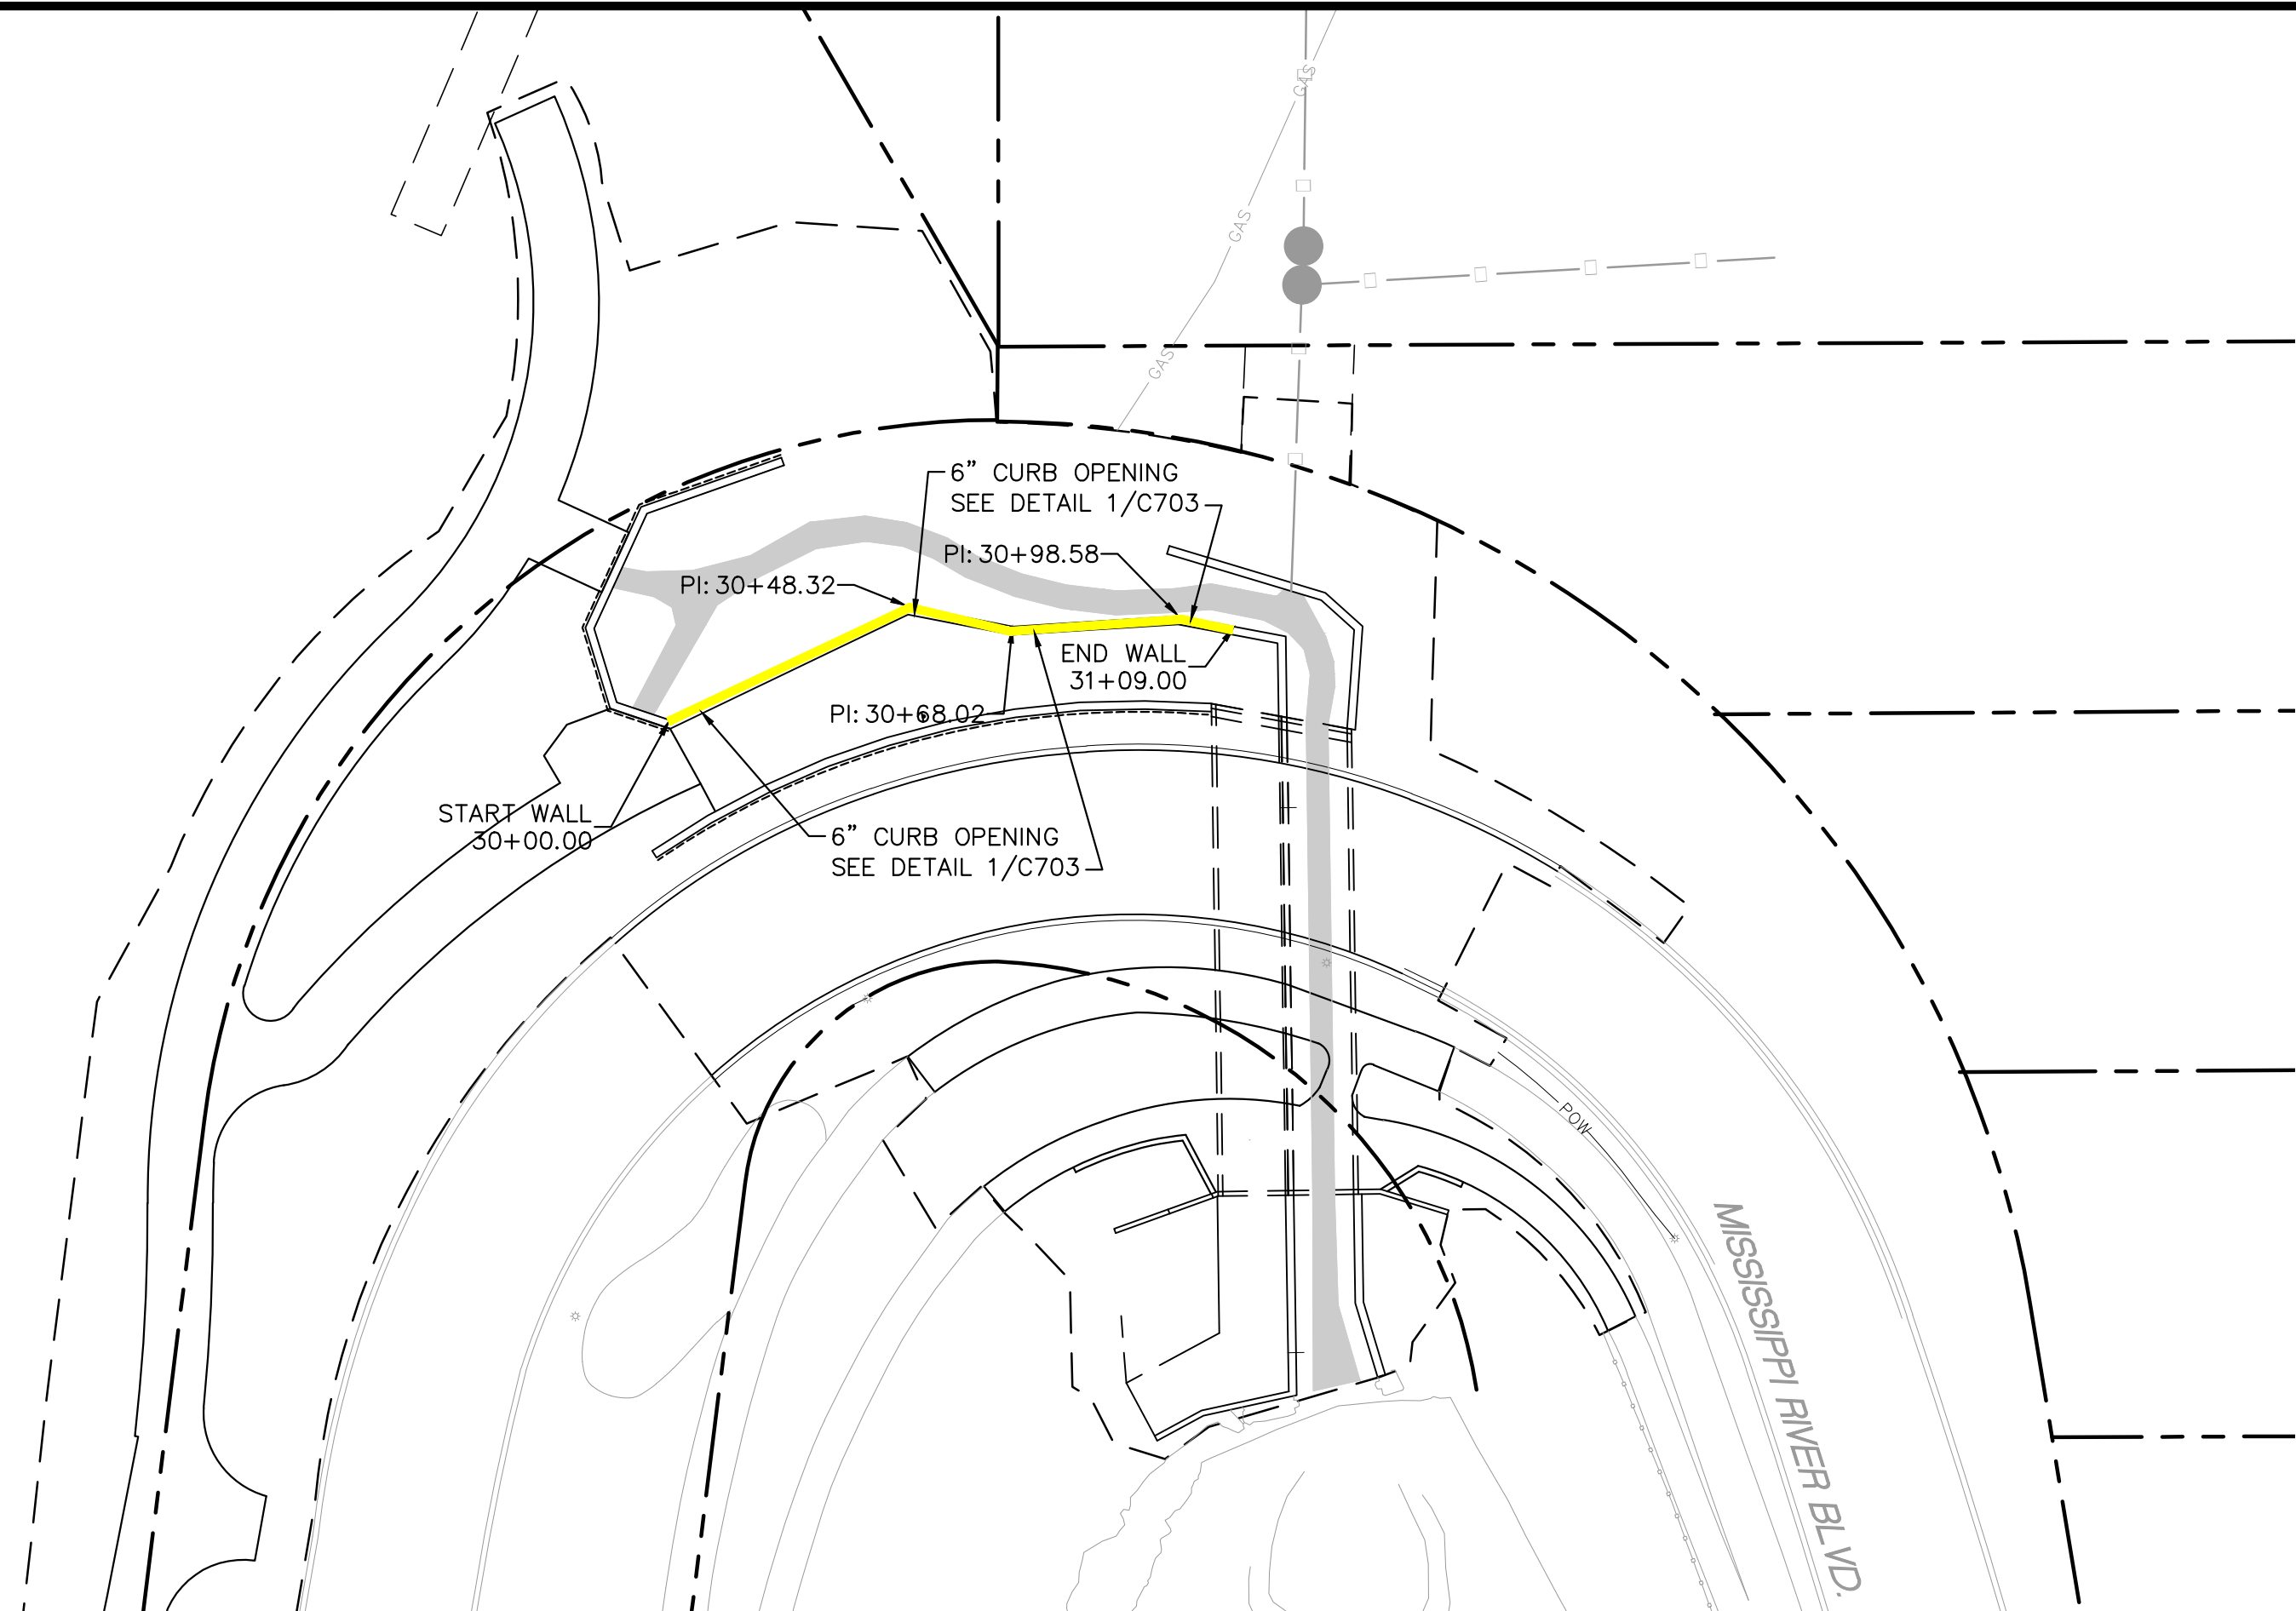 GAS
GAS
GAS
6” CURB OPENING
SEE DETAIL 1/C703
PI: 30+98.58
PI: 30+48.32
END WALL
31+09.00
PI: 30+68.02
START WALL
30+00.00
6” CURB OPENING
SEE DETAIL 1/C703
POW
MISSISSIPPI RIVER BLVD.